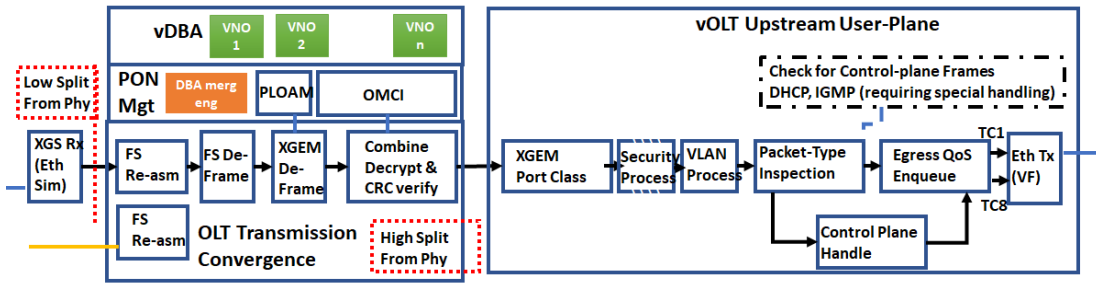 vDBA
VNO
1
VNO
2
VNO
n
vOLT Upstream User-Plane
Low Split
From Phy
PON
Mgt
DBA merg
eng
PLOAM
OMCI
Check for Control-plane Frames
DHCP, IGMP (requiring special handling)
XGS Rx
(Eth
Sim)
FS
Re-asm
FS De-
Frame
XGEM
De-
Frame
Combine
Decrypt &
CRC verify
XGEM
Port Class
Security
Process
VLAN
Process
Packet-Type
Inspection
Egress QoS
Enqueue
TC1
TC8
Eth Tx
(VF)
FS
Re-asm
OLT Transmission
Convergence
High Split
From Phy
Control Plane
Handle